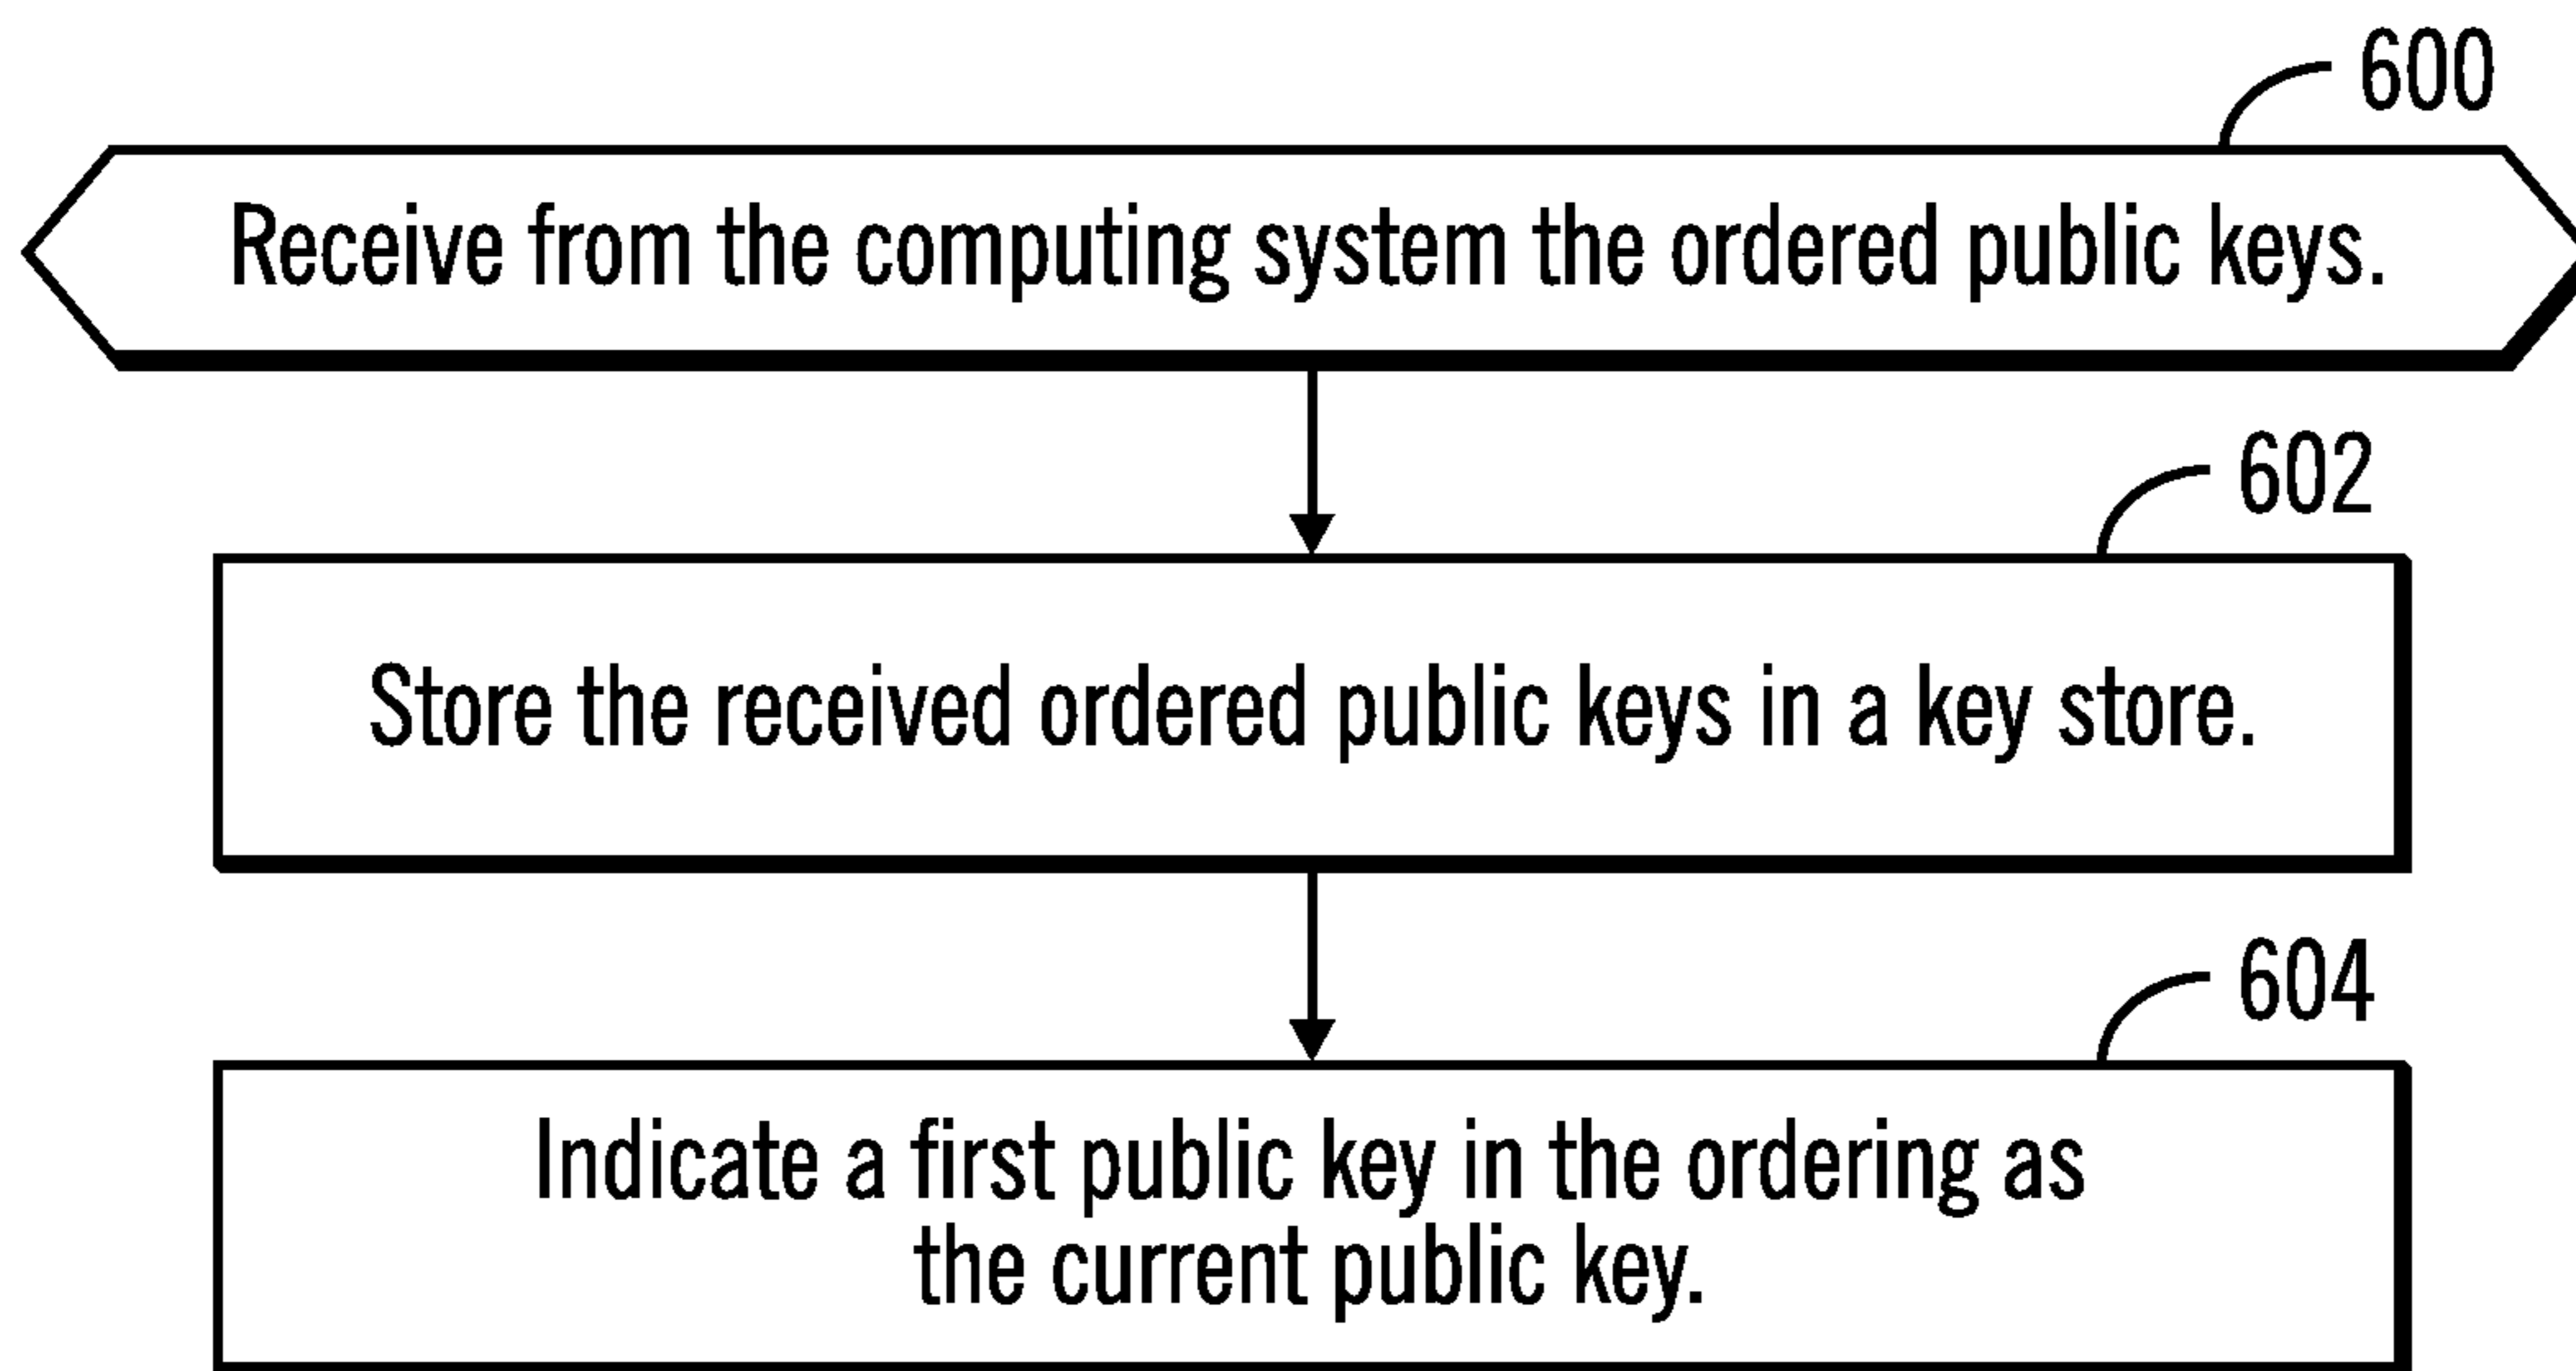 600
Receive from the computing system the ordered public keys.
602
Store the received ordered public keys in a key store.
604
Indicate a first public key in the ordering as
the current public key.